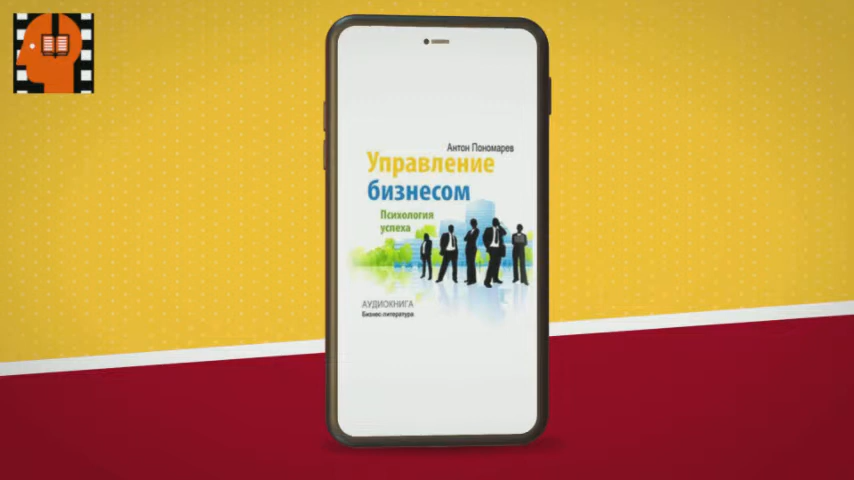 Антон Пономарев
Управление
бизнесом
Психология
успеха
АУДИОКНИГА
Бизнес-литература